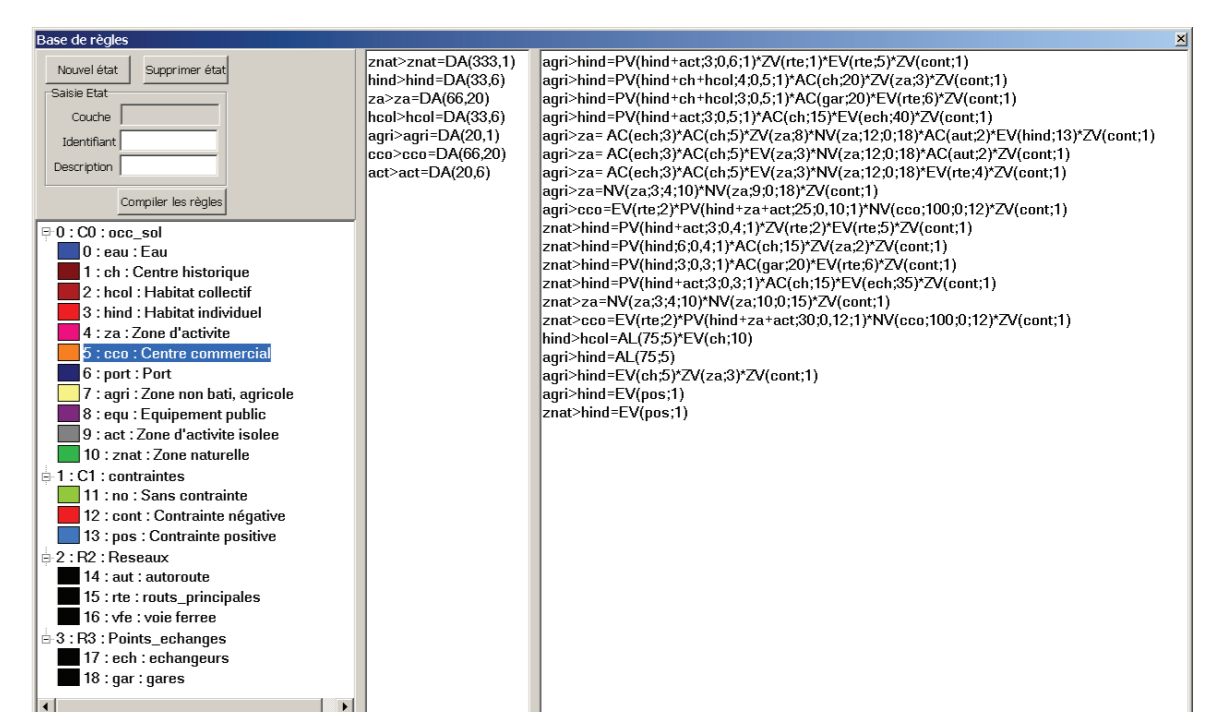 Base de règles
Nouvel état
Supprimer état
Saisie Etat
Couche
Identifiant
Description
Compiler les règles
0 : C0 : occ_sol
0 : eau : Eau
1 : ch : Centre historique
2 : hcol : Habitat collectif
3 : hind : Habitat individuel
4 : za : Zone d'activite
5 : cco : Centre commercial
6 : port : Port
7 : agri : Zone non bati, agricole
8 : equ : Equipement public
9 : act : Zone d'activite isolee
10 : znat : Zone naturelle
1 : C1 : contraintes
11 : no : Sans contrainte
12 : cont : Contrainte négative
13 : pos : Contrainte positive
2 : R2 : Reseaux
14 : aut : autoroute
15 : rte : routs_principales
16 : vfe : voie ferree
3 : R3 : Points_echanges
17 : ech : echangeurs
18 : gar : gares
znat>znat=DA(333,1)
hind>hind=DA(33,6)
za>za=DA(66,20)
hcol>hcol=DA(33,6)
agri>agri=DA(20,1)
cco>cco=DA(66,20)
act>act=DA(20,6)
agri>hind=PV(hind+act;3;0,6;1)*ZV(rte;1)*EV(rte;5)*ZV(cont;1)
agri>hind=PV(hind+ch+hcol;4;0,5;1)*AC(ch;20)*ZV(za;3)*ZV(cont;1)
agri>hind=PV(hind+ch+hcol;3;0,5;1)*AC(gar;20)*EV(rte;6)*ZV(cont;1)
agri>hind=PV(hind+act;3;0,5;1)*AC(ch;15)*EV(ech;40)*ZV(cont;1)
agri>za= AC(ech;3)*AC(ch;5)*ZV(za;8)*NV(za;12;0;18)*AC(aut;2)*EV(hind;13)*ZV(cont;1)
agri>za= AC(ech;3)*AC(ch;5)*EV(za;3)*NV(za;12;0;18)*AC(aut;2)*ZV(cont;1)
agri>za= AC(ech;3)*AC(ch;5)*EV(za;3)*NV(za;12;0;18)*EV(rte;4)*ZV(cont;1)
agri>za=NV(za;3;4;10)*NV(za;9;0;18)*ZV(cont;1)
agri>cco=EV(rte;2)*PV(hind+za+act;25;0,10;1)*NV(cco;100;0;12)*ZV(cont;1)
znat>hind=PV(hind+act;3;0,4;1)*ZV(rte;2)*EV(rte;5)*ZV(cont;1)
znat>hind=PV(hind;6;0,4;1)*AC(ch;15)*ZV(za;2)*ZV(cont;1)
znat>hind=PV(hind;3;0,3;1)*AC(gar;20)*EV(rte;6)*ZV(cont;1)
znat>hind=PV(hind+act;3;0,3;1)*AC(ch;15)*EV(ech;35)*ZV(cont;1)
znat>za=NV(za;3;4;10)*NV(za;10;0;15)*ZV(cont;1)
znat>cco=EV(rte;2)*PV(hind+za+act;30;0,12;1)*NV(cco;100;0;12)*ZV(cont;1)
hind>hcol=AL(75;5)*EV(ch;10)
agri>hind=AL(75;5)
agri>hind=EV(ch;5)*ZV(za;3)*ZV(cont;1)
agri>hind=EV(pos;1)
znat>hind=EV(pos;1)